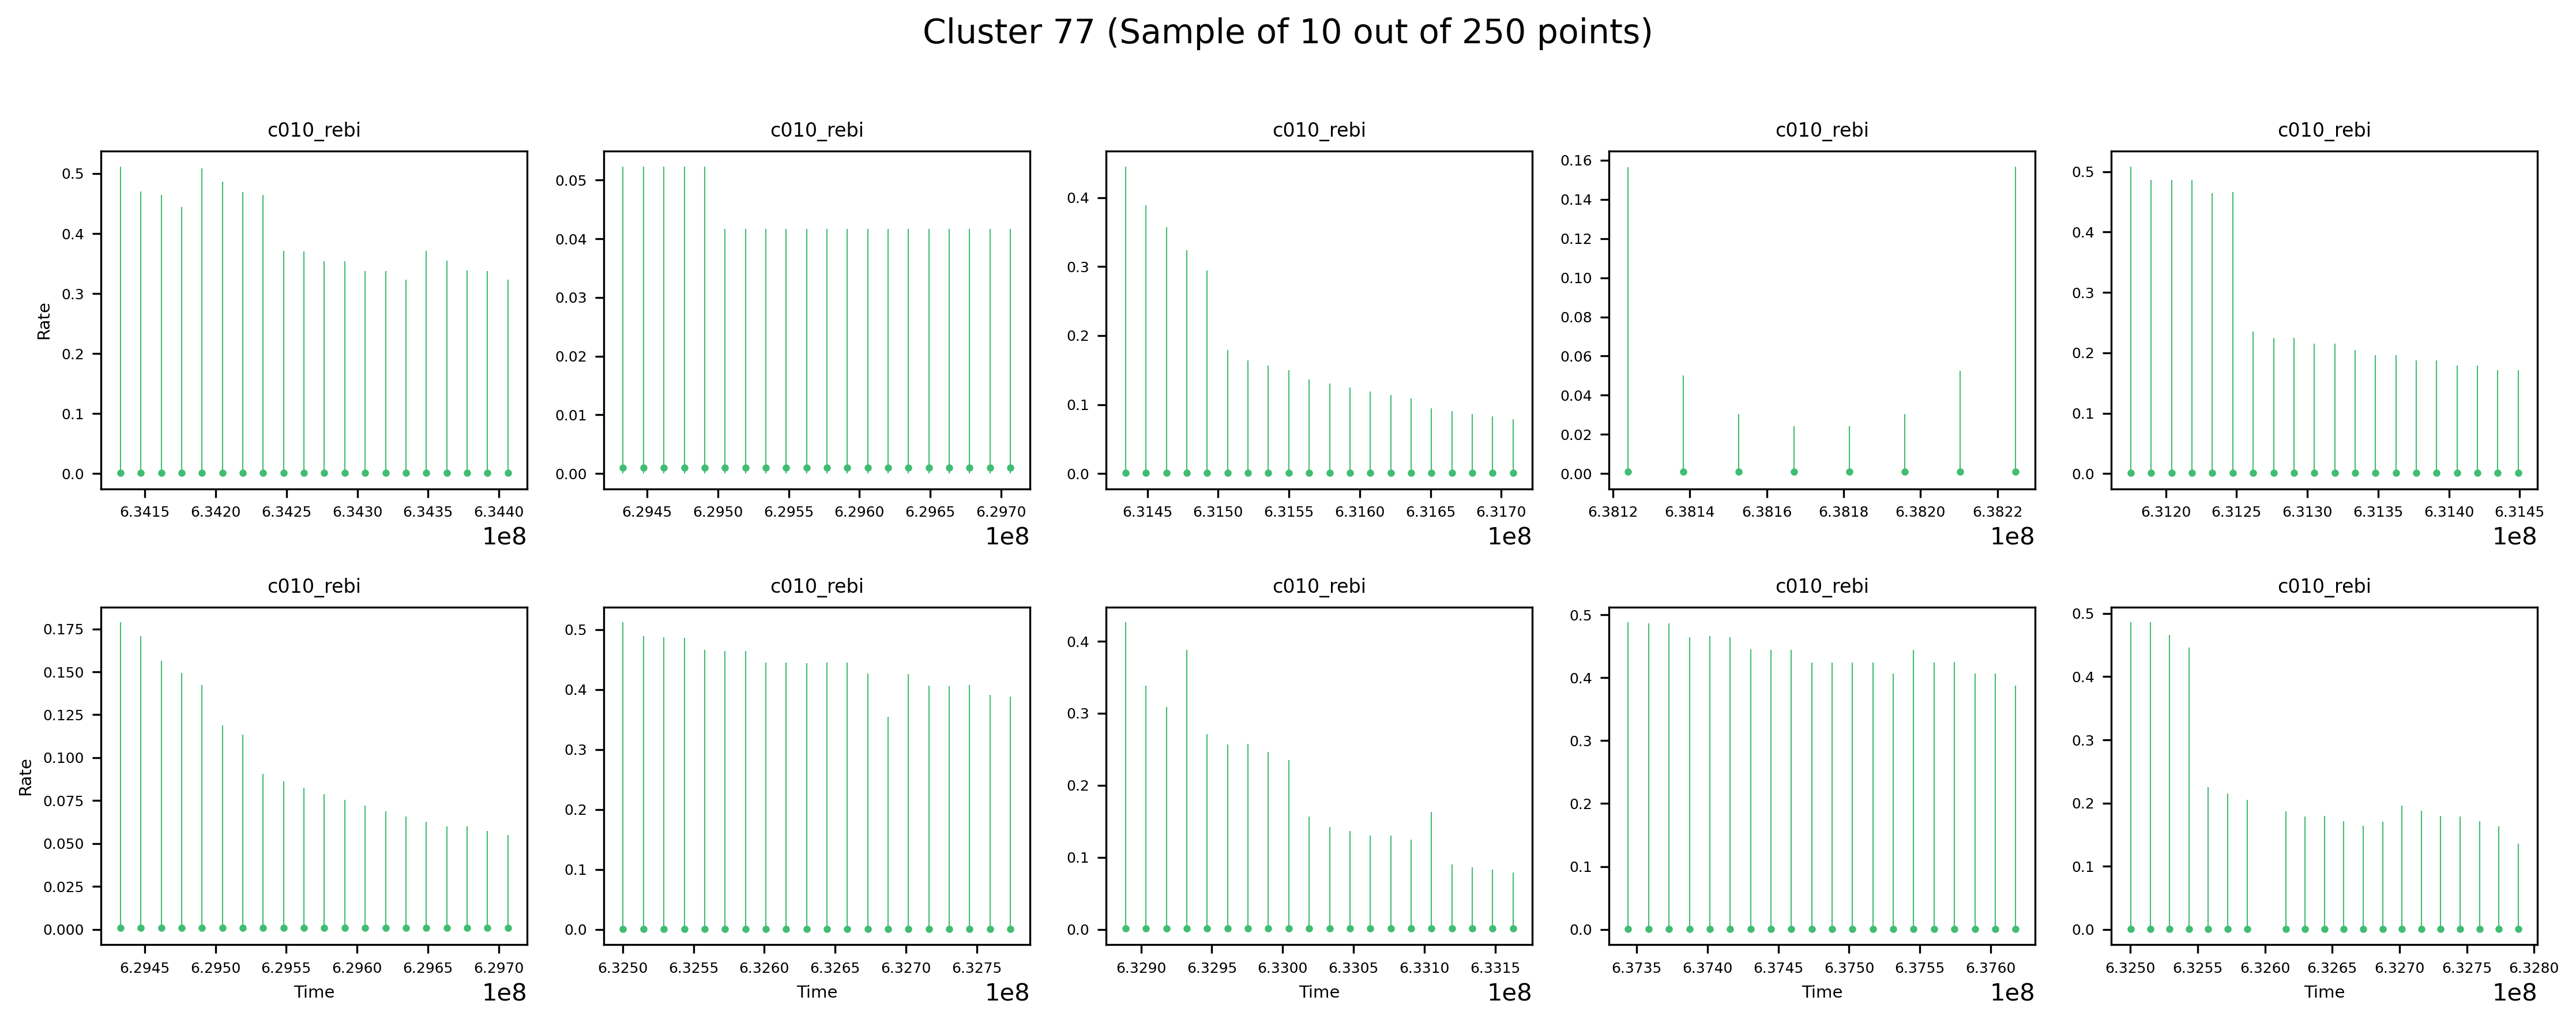 Cluster 77 (Sample of 10 out of 250 points)
c010_rebi
c010_rebi
c010_rebi
c010_rebi
c010_rebi
Rate
0.5
0.4
0.3
0.2
0.1
0.0
6.3415 6.3420 6.3425 6.3430 6.3435 6.3440
1e8
0.05
0.04
0.03
0.02
0.01
0.00
6.2945 6.2950 6.2955 6.2960 6.2965 6.2970
1e8
0.4
0.3
0.2
0.1
0.0
6.3145 6.3150 6.3155 6.3160 6.3165 6.3170
1e8
0.16
0.14
0.12
0.10
0.08
0.06
0.04
0.02
0.00
6.3812 6.3814 6.3816 6.3818 6.3820 6.3822
1e8
0.5
0.4
0.3
0.2
0.1
0.0
6.3120 6.3125 6.3130 6.3135 6.3140 6.3145
1e8
c010_rebi
c010_rebi
c010_rebi
c010_rebi
c010_rebi
Rate
0.175
0.150
0.125
0.100
0.075
0.050
0.025
0.000
6.2945 6.2950 6.2955 6.2960 6.2965 6.2970
Time
1e8
0.5
0.4
0.3
0.2
0.1
0.0
6.3250 6.3255 6.3260 6.3265 6.3270 6.3275
Time
1e8
0.4
0.3
0.2
0.1
0.0
6.3290 6.3295 6.3300 6.3305 6.3310 6.3315
Time
1e8
0.5
0.4
0.3
0.2
0.1
0.0
6.3735 6.3740 6.3745 6.3750 6.3755 6.3760
Time
1e8
0.5
0.4
0.3
0.2
0.1
0.0
6.3250 6.3255 6.3260 6.3265 6.3270 6.3275 6.3280
Time
1e8